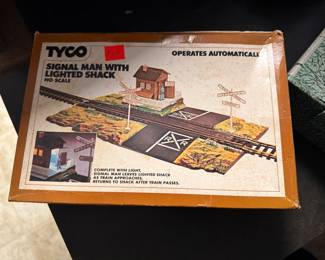 TYCO
OPERATES AUTOMATICALLY
SIGNAL MAN WITH
LIGHTED SHACK
HO-SCALE
COMPLETE WITH LIGHT.
SIGNAL MAN LEAVES LIGHTED SHACK
AS TRAIN APPROACHES,
RETURNS TO SHACK AFTER TRAIN PASSES.